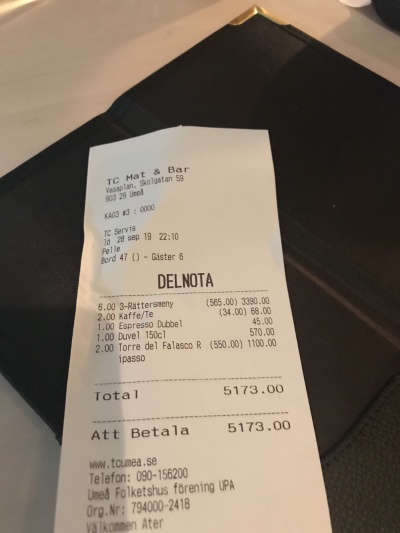 TC Mat & Bar
Vasaplan, Skolgatan 59
903 29 Umeå
KA03 #3 : 0000
TC Servis
lö 28 sep 19 22:10
Pelle
Bord 47 () - Gäster 6
DELNOTA
6.00 3-Rättersmeny (565.00) 3390.00
2.00 Kaffe/Te (34.00) 68.00
1.00 Espresso Dubbel 45.00
1.00 Duvel 150cl 570.00
2.00 Torre del Falasco R (550.00) 1100.00
ipasso
Total 5173.00
Att Betala 5173.00
www.tcumea.se
Telefon: 090-156200
Umeå Folketshus förening UPA
Org.Nr: 794000-2418
Välkommen Åter